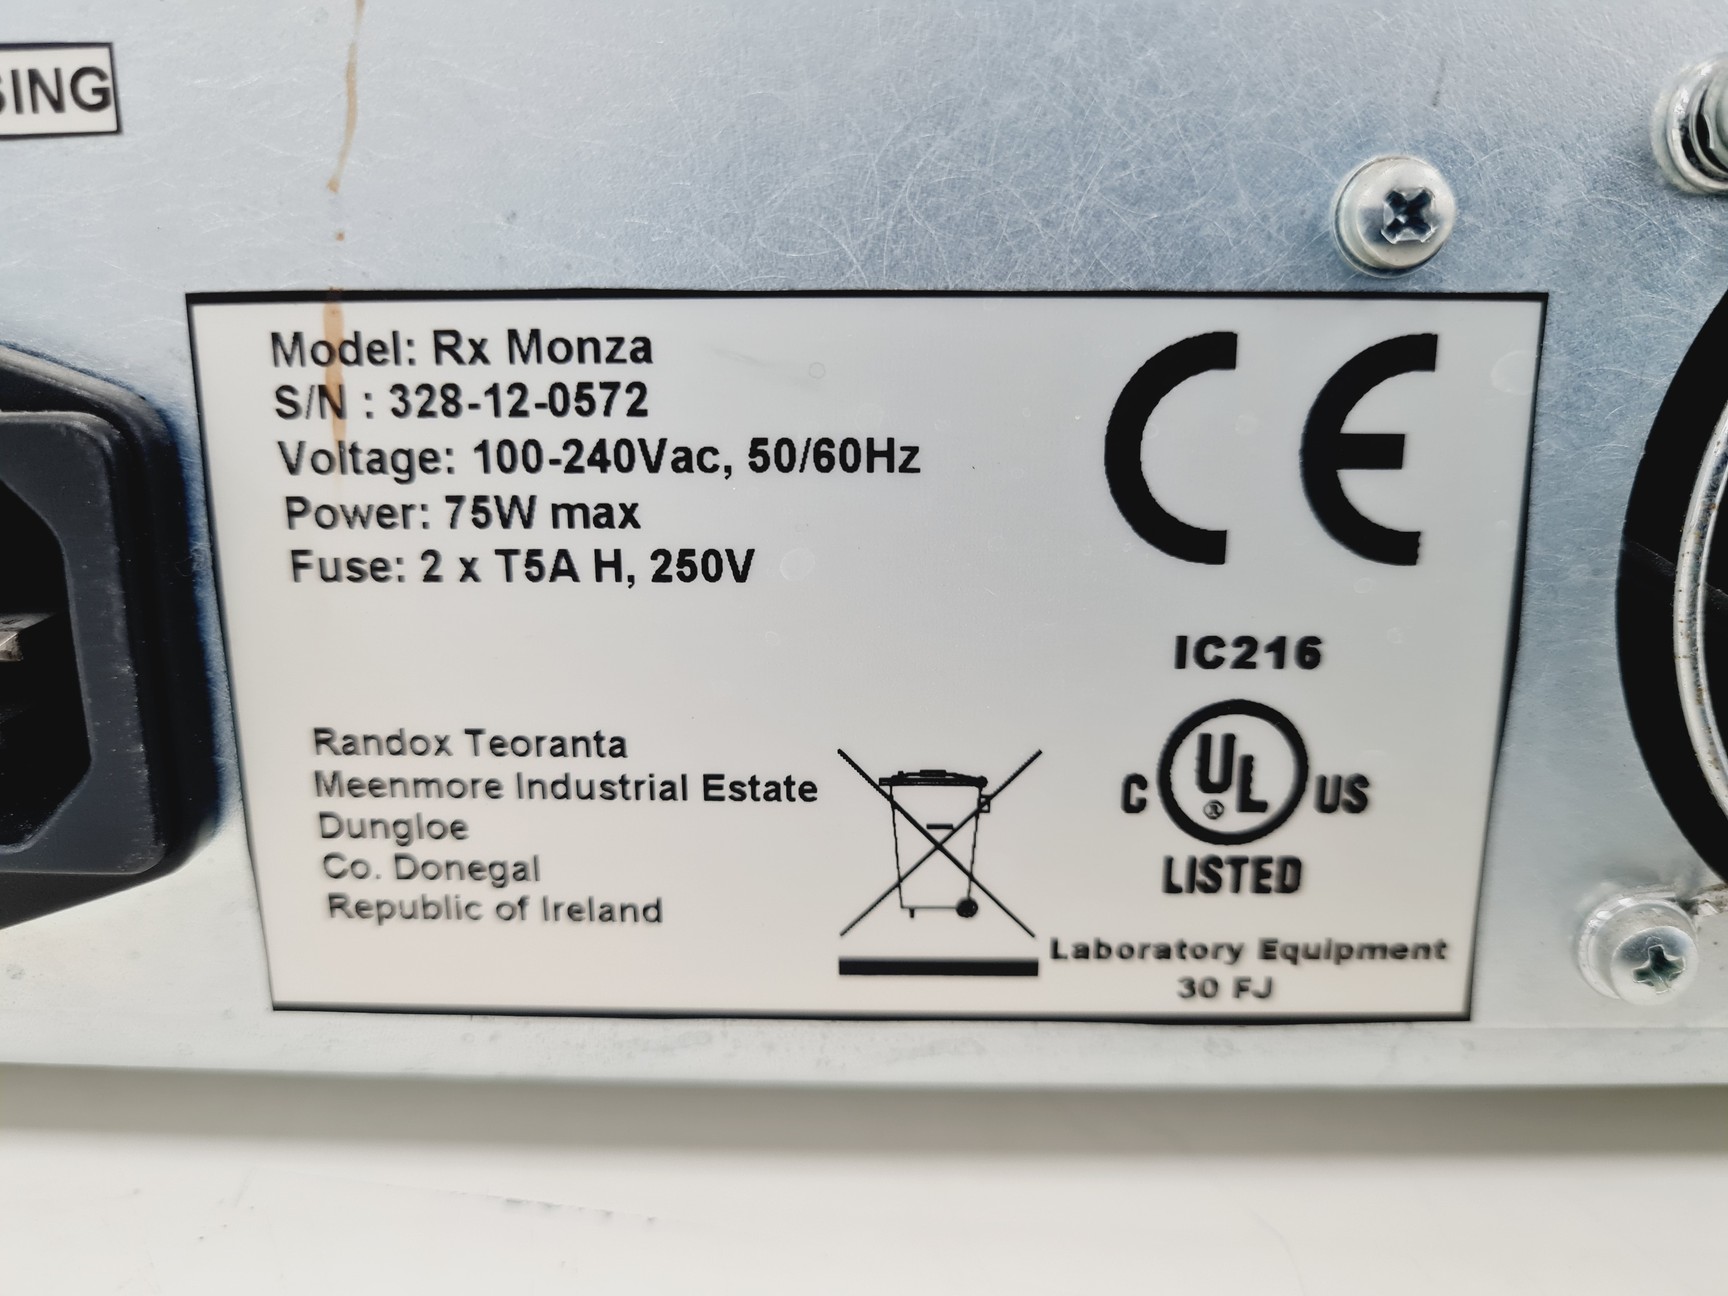 Model: Rx Monza
S/N : 328-12-0572
Voltage: 100-240Vac, 50/60Hz
Power: 75W max
Fuse: 2 x T5A H, 250V
CE
IC216
C UL® US
LISTED
Laboratory Equipment
30 FJ
Randox Teoranta
Meenmore Industrial Estate
Dungloe
Co. Donegal
Republic of Ireland